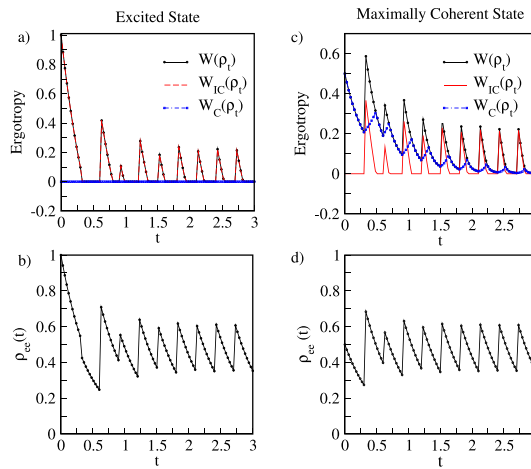 Excited State
Maximally Coherent State
a)
Ergotropy
1
0.8
0.6
0.4
0.2
0
-0.2
W(ρt)
WIC(ρt)
WC(ρt)
0 0.5 1 1.5 2 2.5 3
t
c)
Ergotropy
0.6
0.4
0.2
0
-0.2
W(ρt)
WIC(ρt)
WC(ρt)
0 0.5 1 1.5 2 2.5
t
b)
ρee(t)
1
0.8
0.6
0.4
0.2
0
0 0.5 1 1.5 2 2.5 3
t
d)
ρee(t)
1
0.8
0.6
0.4
0.2
0
0 0.5 1 1.5 2 2.5
t